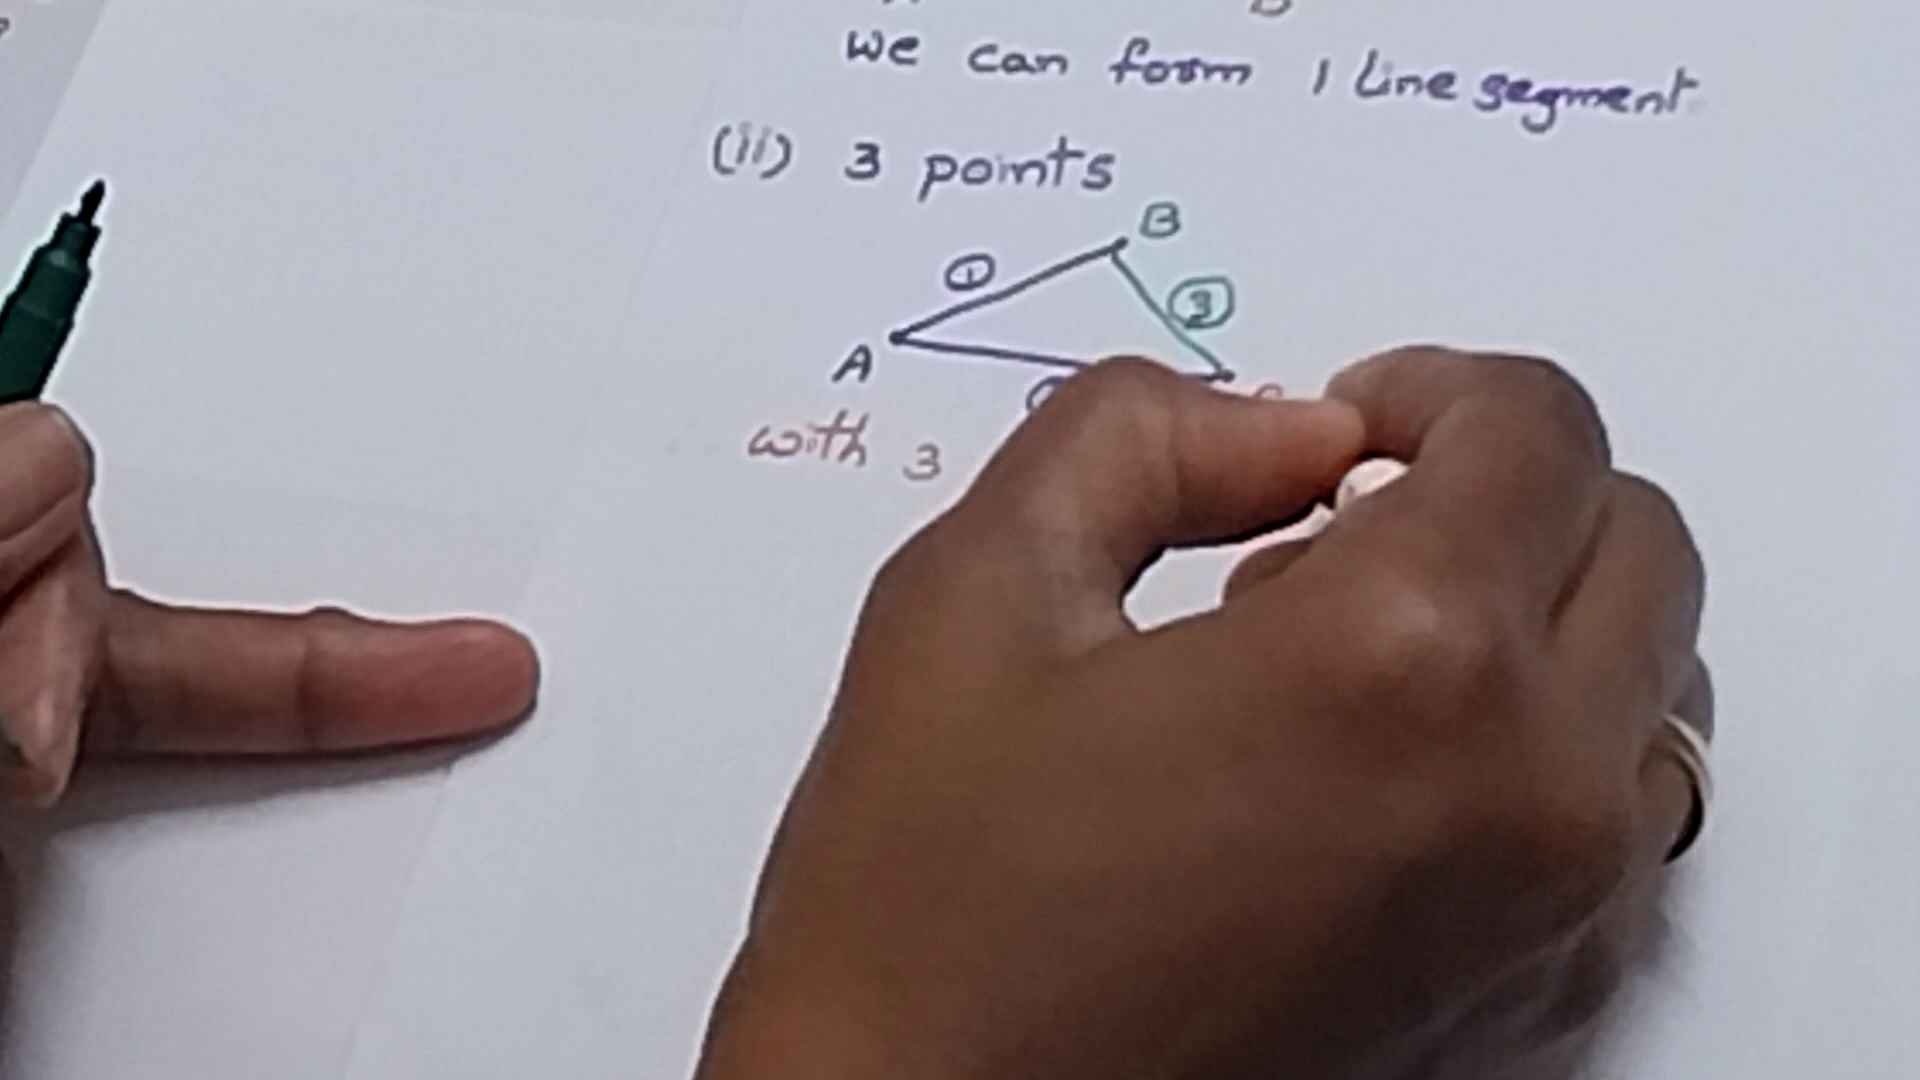 we can form 1 Line segment
(ii) 3 points
B
①
③
A
with 3